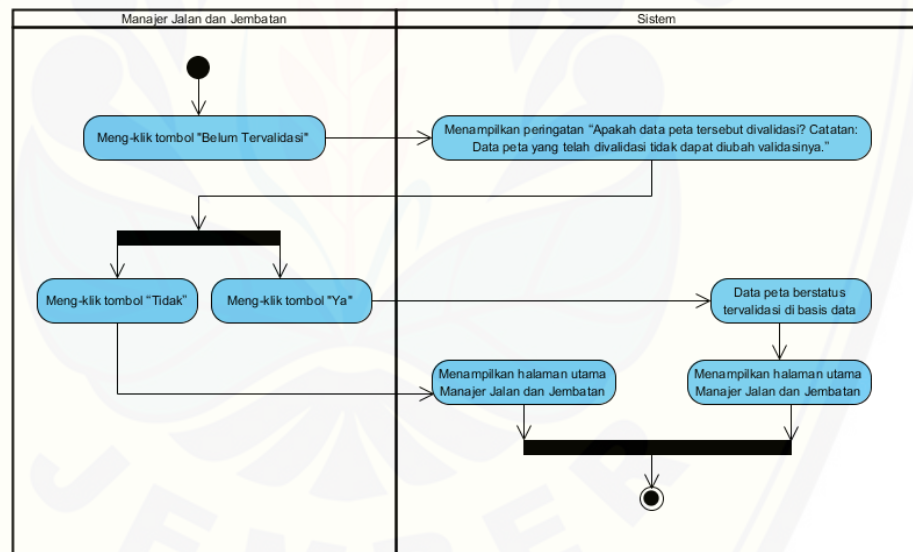 Manajer Jalan dan Jembatan
Sistem
Meng-klik tombol "Belum Tervalidasi"
Menampilkan peringatan “Apakah data peta tersebut divalidasi? Catatan:
Data peta yang telah divalidasi tidak dapat diubah validasinya.”
Meng-klik tombol “Tidak”
Meng-klik tombol "Ya"
Data peta berstatus
tervalidasi di basis data
Menampilkan halaman utama
Manajer Jalan dan Jembatan
Menampilkan halaman utama
Manajer Jalan dan Jembatan
JEMBER